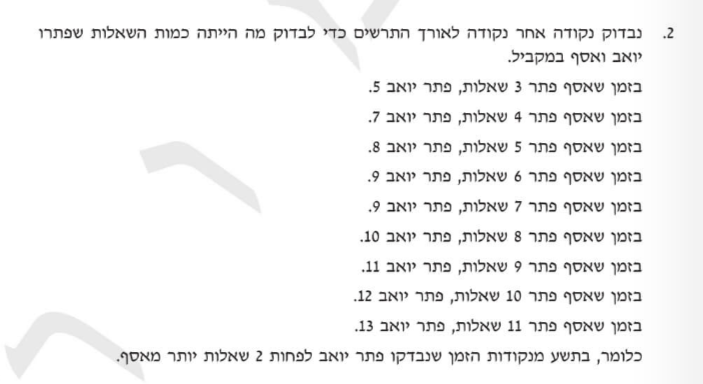 2. נבדוק נקודה אחר נקודה לאורך התרשים כדי לבדוק מה הייתה כמות השאלות שפתרו
יואב ואסף במקביל.
בזמן שאסף פתר 3 שאלות, פתר יואב 5.
בזמן שאסף פתר 4 שאלות, פתר יואב 7.
בזמן שאסף פתר 5 שאלות, פתר יואב 8.
בזמן שאסף פתר 6 שאלות, פתר יואב 9.
בזמן שאסף פתר 7 שאלות, פתר יואב 9.
בזמן שאסף פתר 8 שאלות, פתר יואב 10.
בזמן שאסף פתר 9 שאלות, פתר יואב 11.
בזמן שאסף פתר 10 שאלות, פתר יואב 12.
בזמן שאסף פתר 11 שאלות, פתר יואב 13.
כלומר, בתשע מנקודות הזמן שנבדקו פתר יואב לפחות 2 שאלות יותר מאסף.